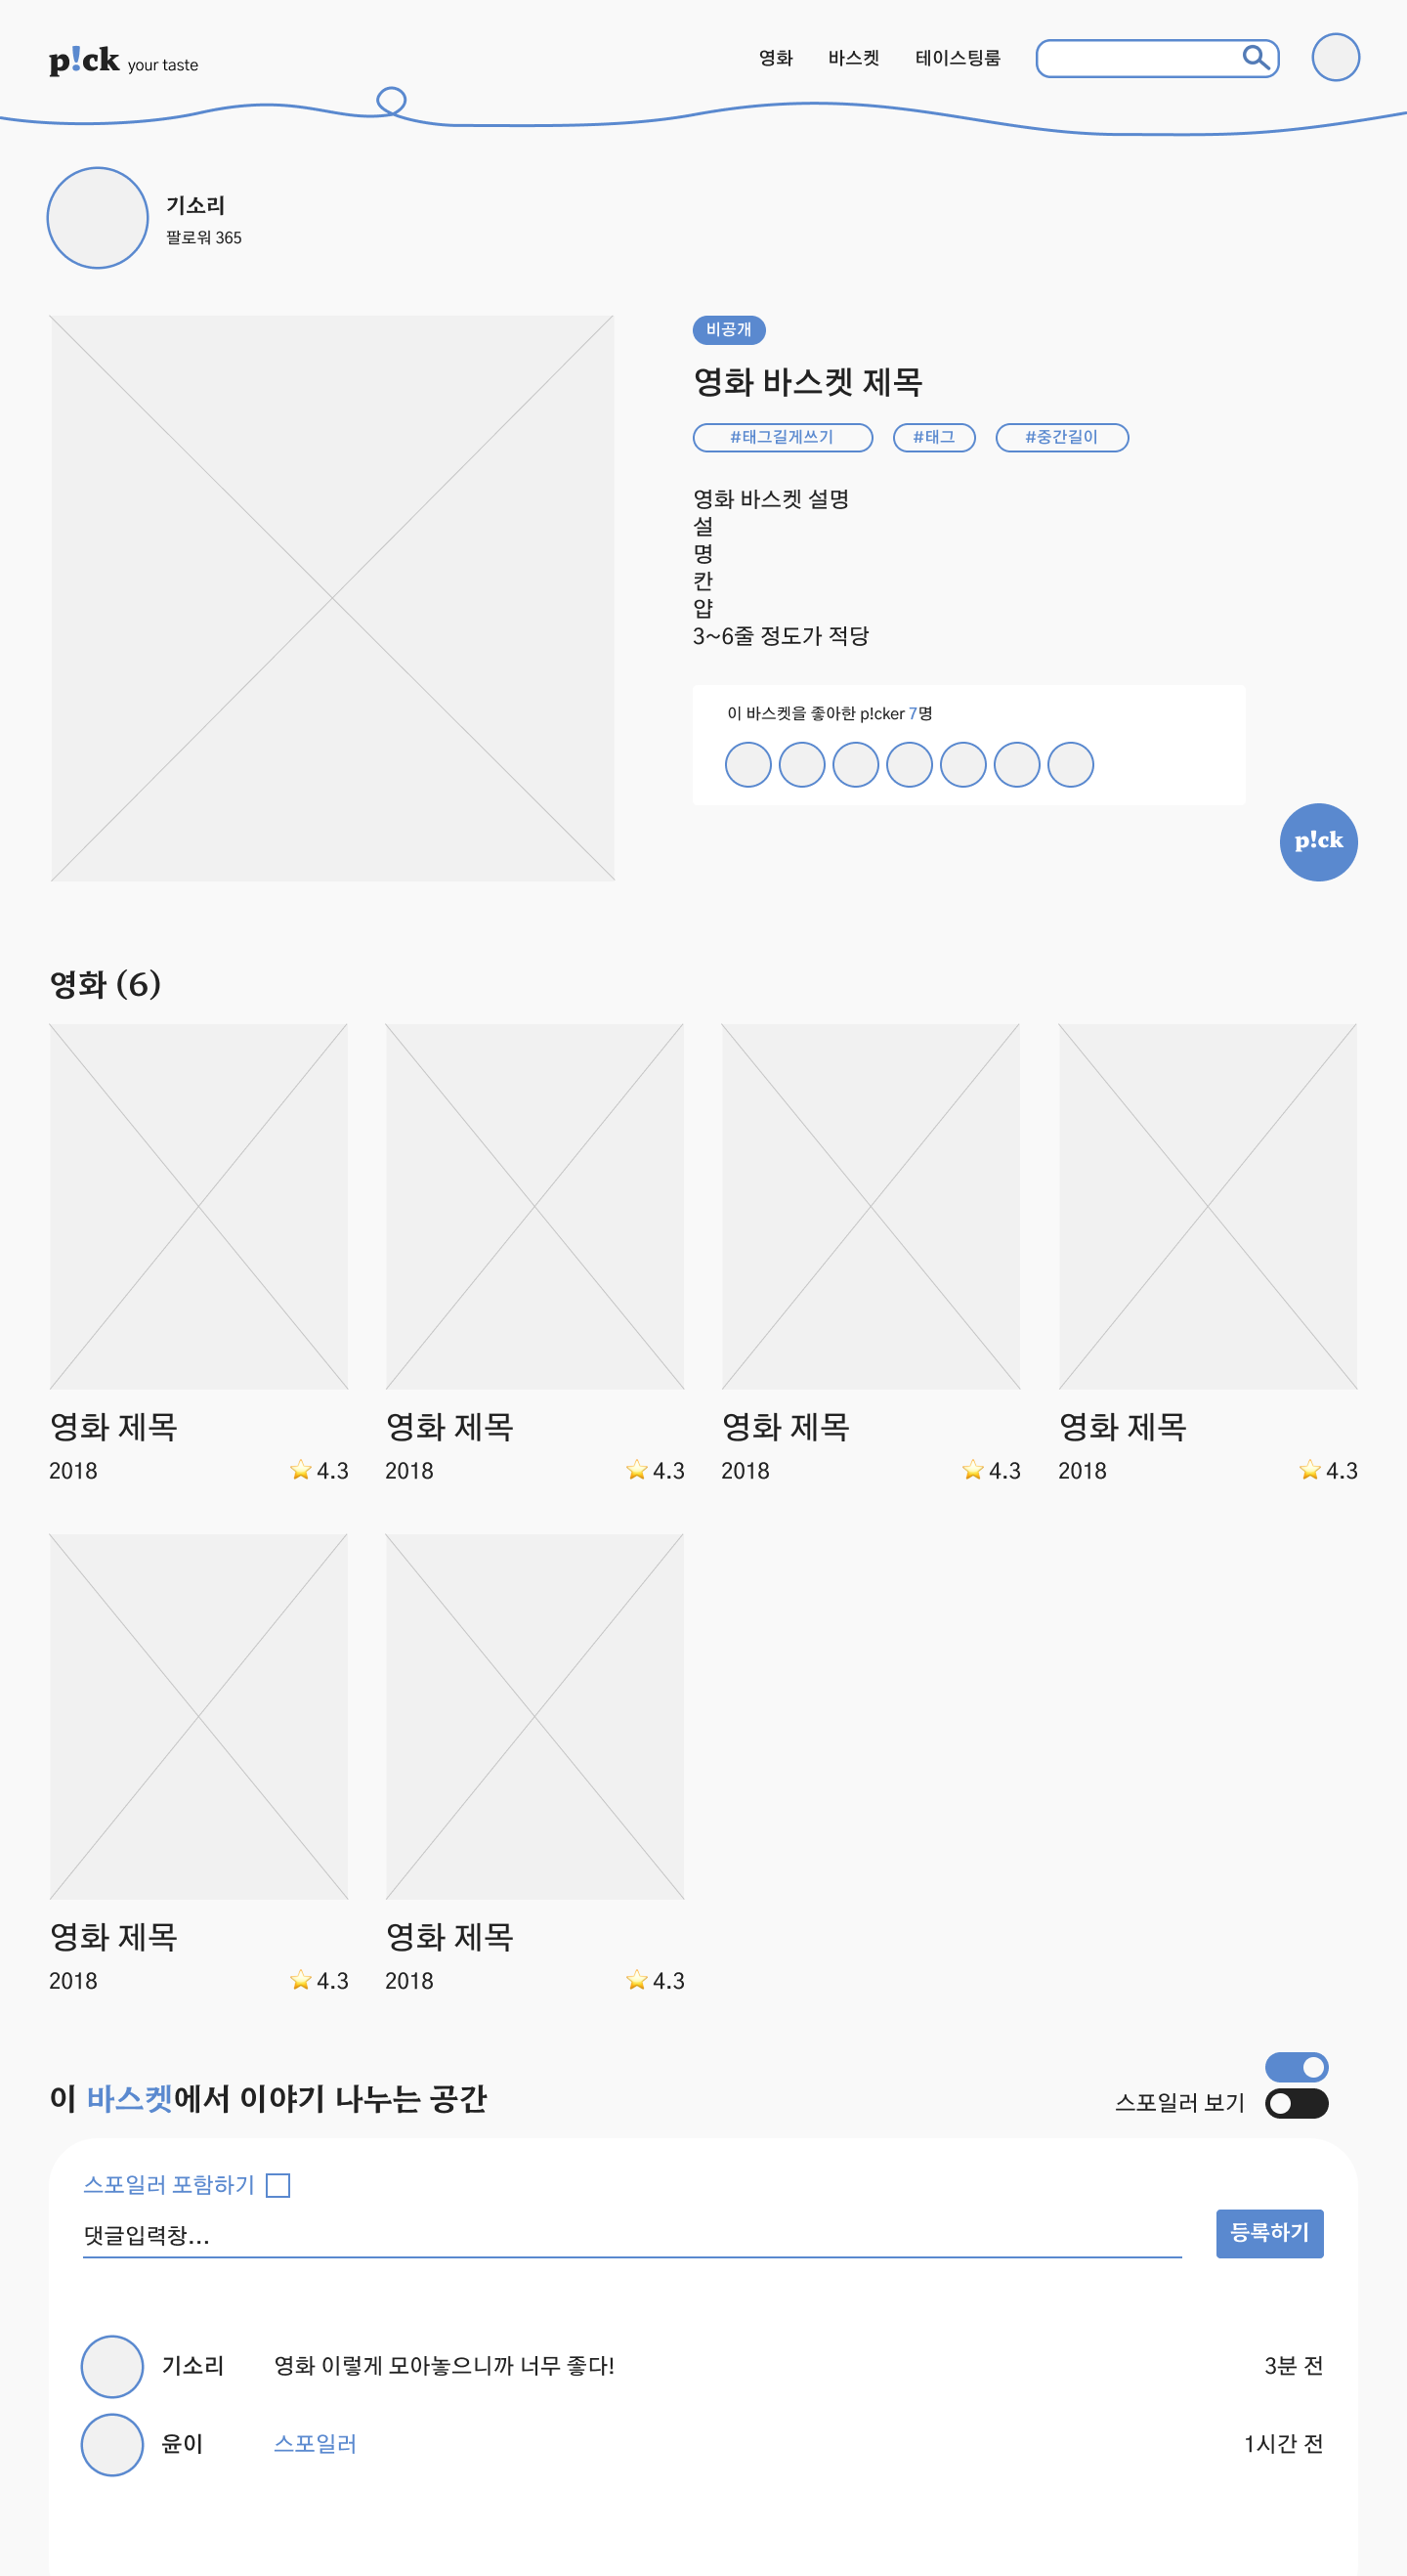 p!ck your taste
영화 바스켓 테이스팅룸
기소리
팔로워 365
비공개
영화 바스켓 제목
#태그길게쓰기 #태그 #중간길이
영화 바스켓 설명
설
명
칸
얍
3~6줄 정도가 적당
이 바스켓을 좋아한 p!cker 7명
p!ck
영화 (6)
영화 제목 영화 제목 영화 제목 영화 제목
2018 4.3 2018 4.3 2018 4.3 2018 4.3
영화 제목 영화 제목
2018 4.3 2018 4.3
이 바스켓에서 이야기 나누는 공간
스포일러 보기
스포일러 포함하기
댓글입력창...
등록하기
기소리 영화 이렇게 모아놓으니까 너무 좋다! 3분 전
윤이 스포일러 1시간 전